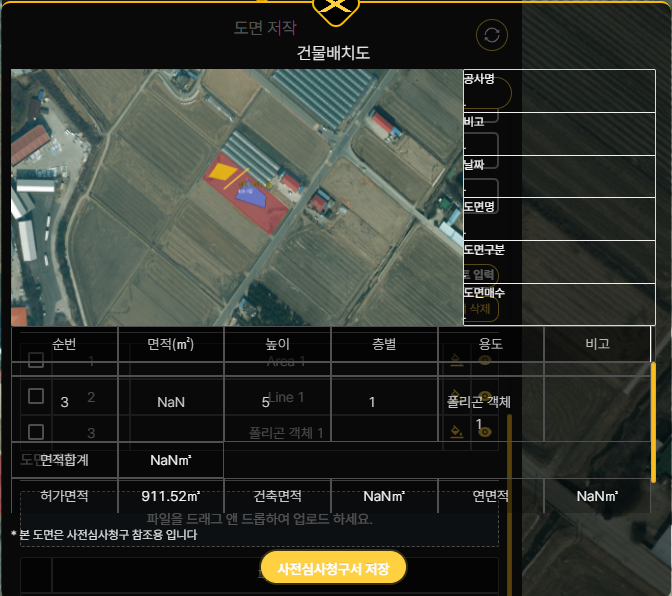 도면 저작
건물배치도
공사명
-
비고
-
날짜
-
도면명
-
도면구분
-
토 입력
도면매수
-
삭제
순번 면적(㎡) 높이 층별 용도 비고
1 Area 1
2 Line 1
3 NaN 5 1 폴리곤 객체 1
3 폴리곤 객체 1
면적합계 NaN㎡
도면
허가면적 911.52㎡ 건축면적 NaN㎡ 연면적 NaN㎡
파일을 드래그 앤 드롭하여 업로드 하세요.
* 본 도면은 사전심사청구 참조용 입니다
사전심사청구서 저장